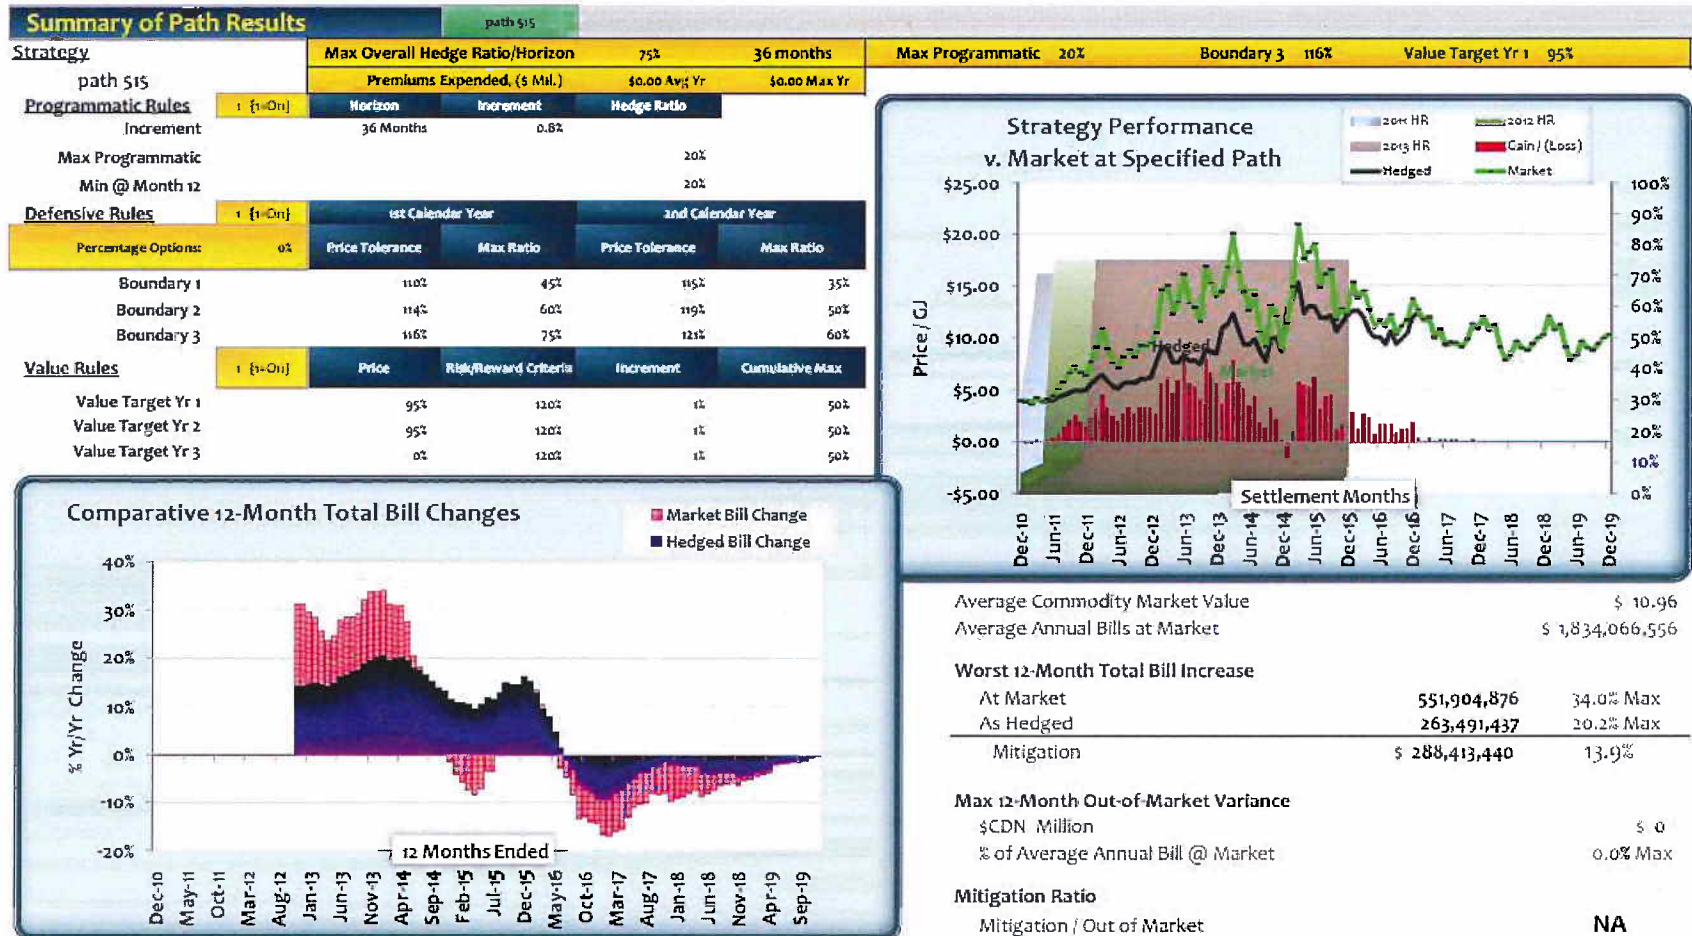 Summary of Path Results path 515
Strategy Max Overall Hedge Ratio/Horizon 75% 36 months Max Programmatic 20% Boundary 3 116% Value Target Yr 1 95%
path 515 Premiums Expended, ($ Mil.) $0.00 Avg Yr $0.00 Max Yr
Programmatic Rules 1 {1=On} Horizon Increment Hedge Ratio
Increment 36 Months 0.8%
Max Programmatic 20%
Min @ Month 12 20%
Defensive Rules 1 {1=On} 1st Calendar Year 2nd Calendar Year
Percentage Options: 0% Price Tolerance Max Ratio Price Tolerance Max Ratio
Boundary 1 110% 45% 115% 35%
Boundary 2 114% 60% 119% 50%
Boundary 3 116% 75% 121% 60%
Value Rules 1 {1=On} Price Risk/Reward Criteria Increment Cumulative Max
Value Target Yr 1 95% 120% 1% 50%
Value Target Yr 2 95% 120% 1% 50%
Value Target Yr 3 0% 120% 1% 50%
Strategy Performance
v. Market at Specified Path
2011 HR 2012 HR
2013 HR Gain / (Loss)
Hedged Market
Price / GJ
$25.00 100%
90%
$20.00 80%
70%
$15.00 60%
$10.00 50%
40%
$5.00 30%
$0.00 20%
10%
-$5.00 0%
Hedged
Market
Settlement Months
Dec-10 Jun-11 Dec-11 Jun-12 Dec-12 Jun-13 Dec-13 Jun-14 Dec-14 Jun-15 Dec-15 Jun-16 Dec-16 Jun-17 Dec-17 Jun-18 Dec-18 Jun-19 Dec-19
Comparative 12-Month Total Bill Changes
Market Bill Change
Hedged Bill Change
% Yr/Yr Change
40%
30%
20%
10%
0%
-10%
-20%
12 Months Ended
Dec-10 May-11 Oct-11 Mar-12 Aug-12 Jan-13 Jun-13 Nov-13 Apr-14 Sep-14 Feb-15 Jul-15 Dec-15 May-16 Oct-16 Mar-17 Aug-17 Jan-18 Jun-18 Nov-18 Apr-19 Sep-19
Average Commodity Market Value $ 10.96
Average Annual Bills at Market $ 1,834,066,556
Worst 12-Month Total Bill Increase
At Market 551,904,876 34.0% Max
As Hedged 263,491,437 20.2% Max
Mitigation $ 288,413,440 13.9%
Max 12-Month Out-of-Market Variance
$CDN Million $ 0
% of Average Annual Bill @ Market 0.0% Max
Mitigation Ratio
Mitigation / Out of Market NA